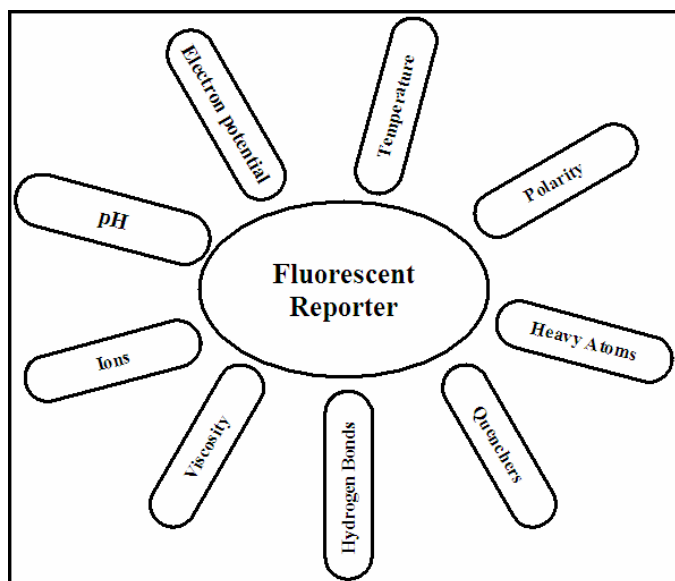 Electron potential
Temperature
Polarity
pH
Fluorescent
Reporter
Heavy Atoms
Ions
Viscosity
Hydrogen Bonds
Quenchers